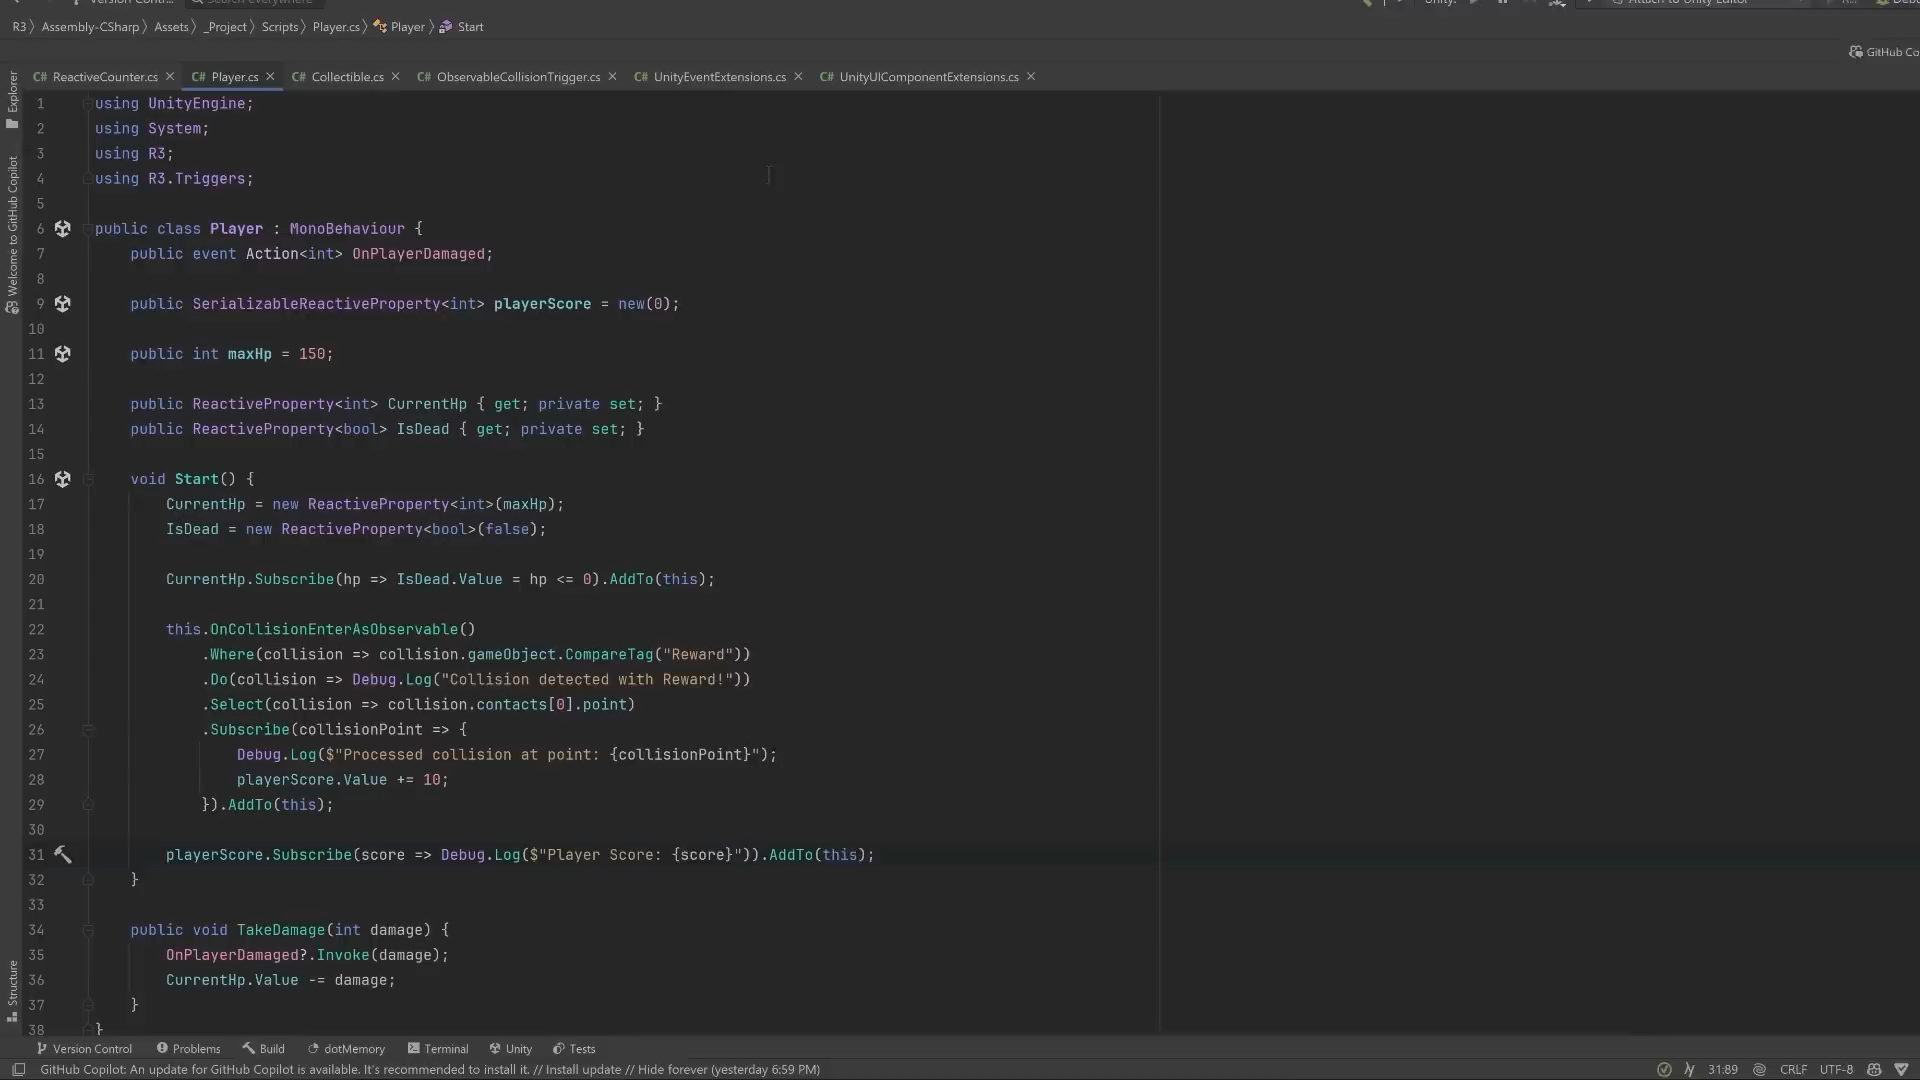 R3 Assembly-CSharp Assets _Project Scripts Player.cs Player Start
GitHub Co
C# ReactiveCounter.cs C# Player.cs C# Collectible.cs C# ObservableCollisionTrigger.cs C# UnityEventExtensions.cs C# UnityUIComponentExtensions.cs
Explorer
Welcome to GitHub Copilot
Structure
1 using UnityEngine;
2 using System;
3 using R3;
4 using R3.Triggers;
5
6 public class Player : MonoBehaviour {
7 public event Action<int> OnPlayerDamaged;
8
9 public SerializableReactiveProperty<int> playerScore = new(0);
10
11 public int maxHp = 150;
12
13 public ReactiveProperty<int> CurrentHp { get; private set; }
14 public ReactiveProperty<bool> IsDead { get; private set; }
15
16 void Start() {
17 CurrentHp = new ReactiveProperty<int>(maxHp);
18 IsDead = new ReactiveProperty<bool>(false);
19
20 CurrentHp.Subscribe(hp => IsDead.Value = hp <= 0).AddTo(this);
21
22 this.OnCollisionEnterAsObservable()
23 .Where(collision => collision.gameObject.CompareTag("Reward"))
24 .Do(collision => Debug.Log("Collision detected with Reward!"))
25 .Select(collision => collision.contacts[0].point)
26 .Subscribe(collisionPoint => {
27 Debug.Log($"Processed collision at point: {collisionPoint}");
28 playerScore.Value += 10;
29 }).AddTo(this);
30
31 playerScore.Subscribe(score => Debug.Log($"Player Score: {score}")).AddTo(this);
32 }
33
34 public void TakeDamage(int damage) {
35 OnPlayerDamaged?.Invoke(damage);
36 CurrentHp.Value -= damage;
37 }
38 }
Version Control Problems Build dotMemory Terminal Unity Tests
GitHub Copilot: An update for GitHub Copilot is available. It's recommended to install it. // Install update // Hide forever (yesterday 6:59 PM) 31:89 CRLF UTF-8